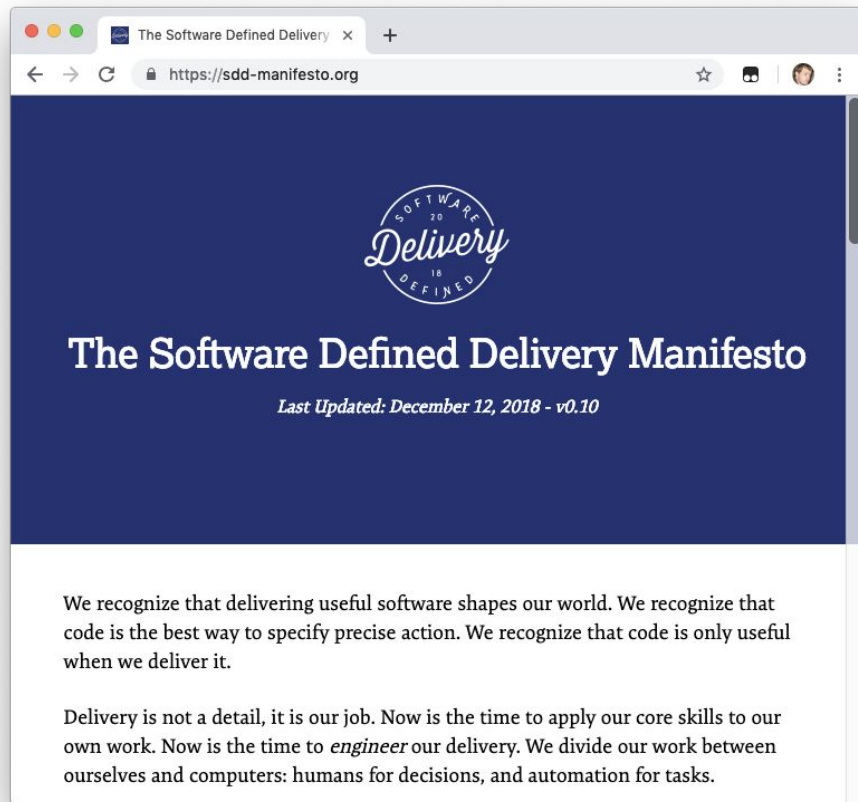 The Software Defined Delivery
https://sdd-manifesto.org
SOFTWARE
20
Delivery
18
DEFINED
The Software Defined Delivery Manifesto
Last Updated: December 12, 2018 - v0.10
We recognize that delivering useful software shapes our world. We recognize that
code is the best way to specify precise action. We recognize that code is only useful
when we deliver it.
Delivery is not a detail, it is our job. Now is the time to apply our core skills to our
own work. Now is the time to engineer our delivery. We divide our work between
ourselves and computers: humans for decisions, and automation for tasks.